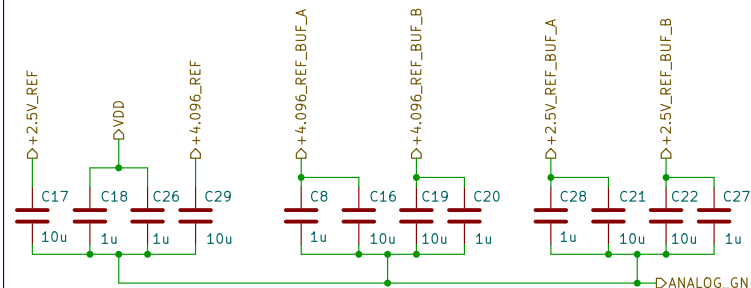 +2.5V_REF
VDD
+4.096_REF
+4.096_REF_BUF_A
+4.096_REF_BUF_B
+2.5V_REF_BUF_A
+2.5V_REF_BUF_B
C17
C18
C26
C29
C8
C16
C19
C20
C28
C21
C22
C27
10u
1u
1u
10u
1u
10u
10u
1u
1u
10u
10u
1u
ANALOG_GN